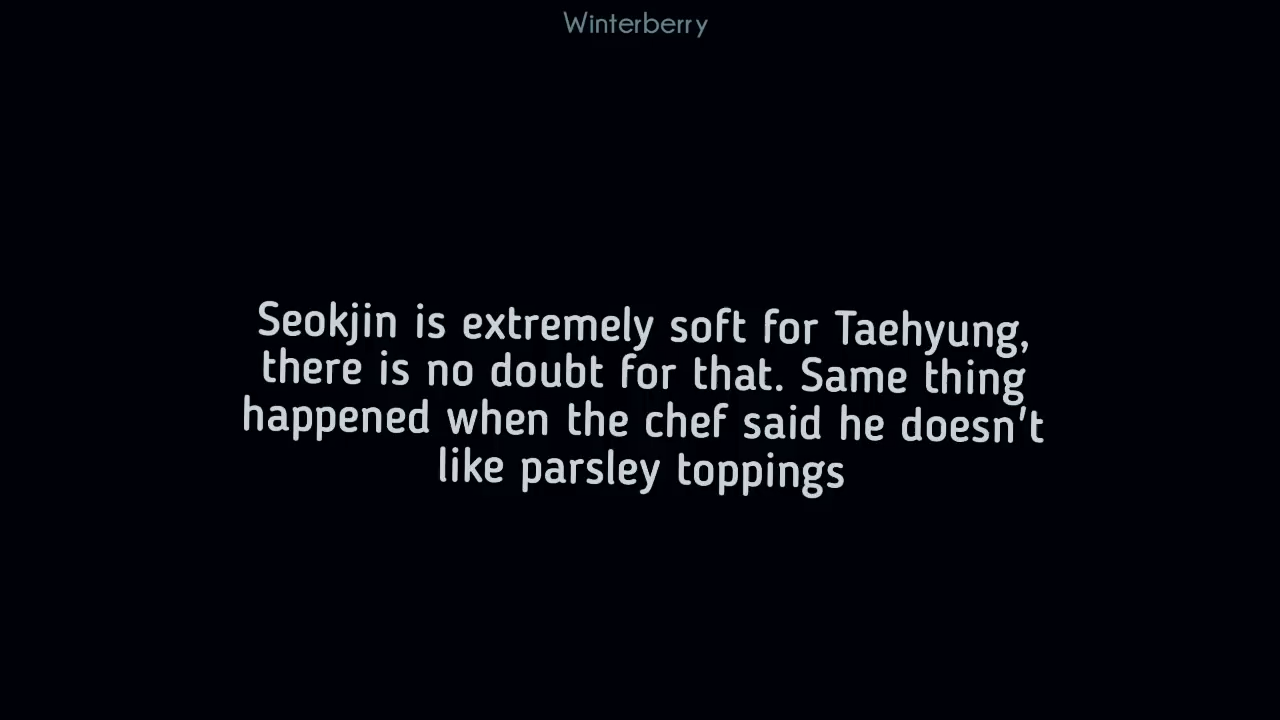 Winterberry
Seokjin is extremely soft for Taehyung,
there is no doubt for that. Same thing
happened when the chef said he doesn't
like parsley toppings